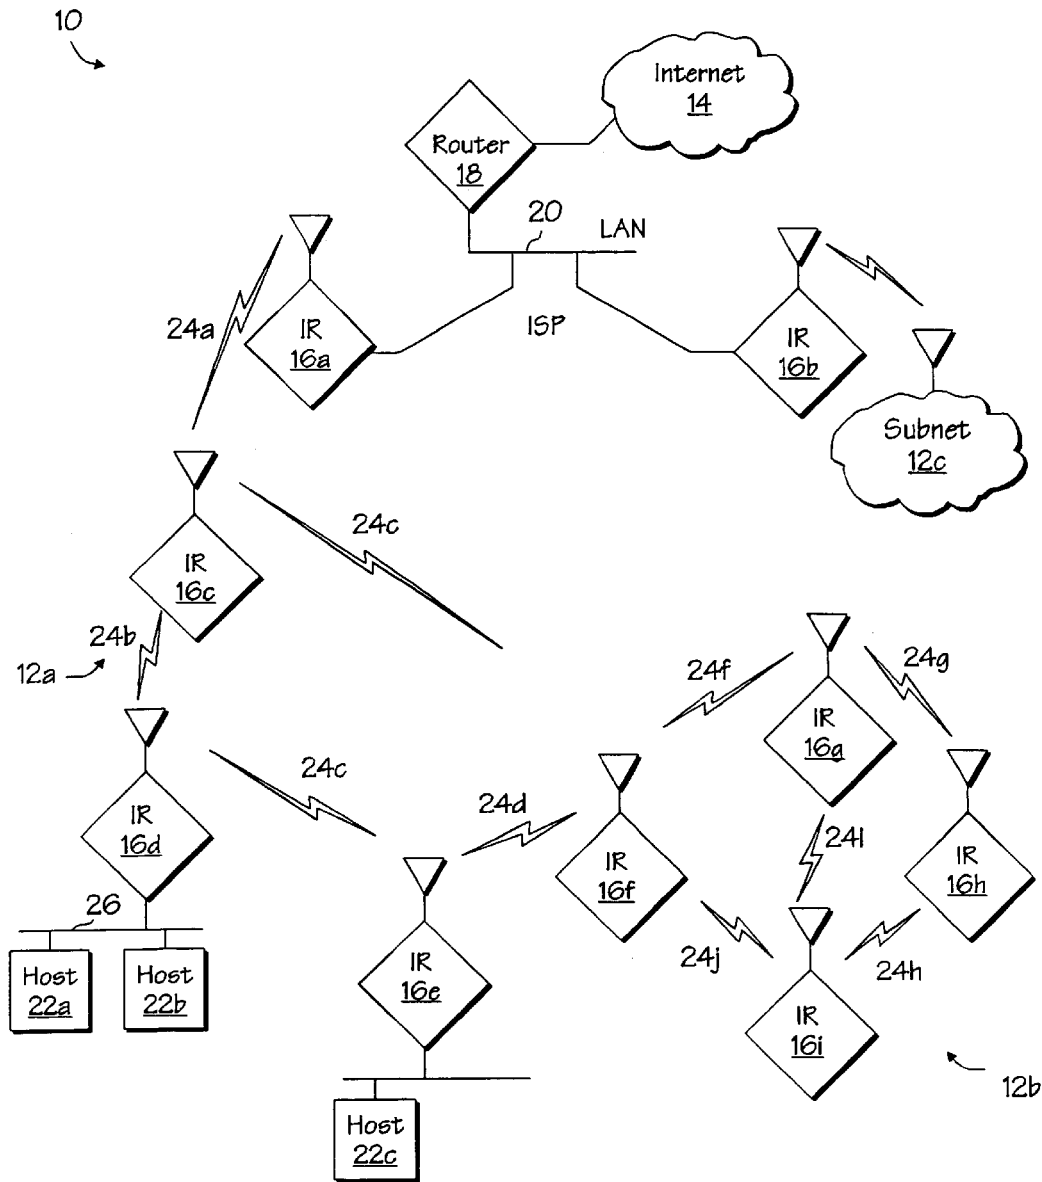 10
Internet
14
Router
18
20
LAN
ISP
24a
IR
16a
IR
16b
Subnet
12c
24c
IR
16c
24b
12a
24f
24g
IR
16g
24c
24d
24i
IR
16d
IR
16f
IR
16h
26
24j
24h
Host
22a
Host
22b
IR
16e
IR
16i
12b
Host
22c